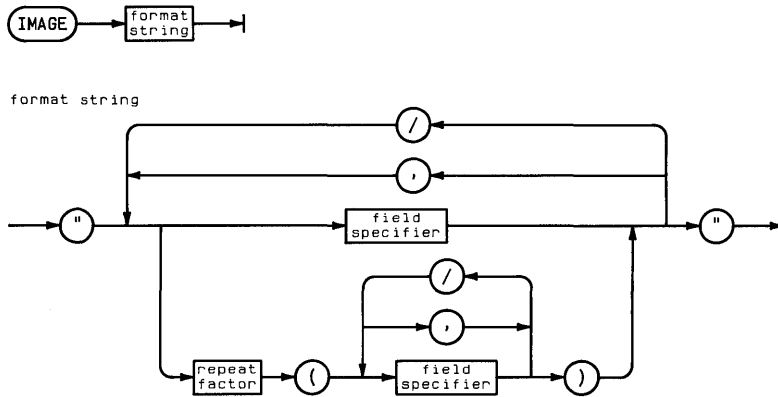 IMAGE
format
string
format string
/
,
"
field
specifier
"
/
,
repeat
factor
(
field
specifier
)